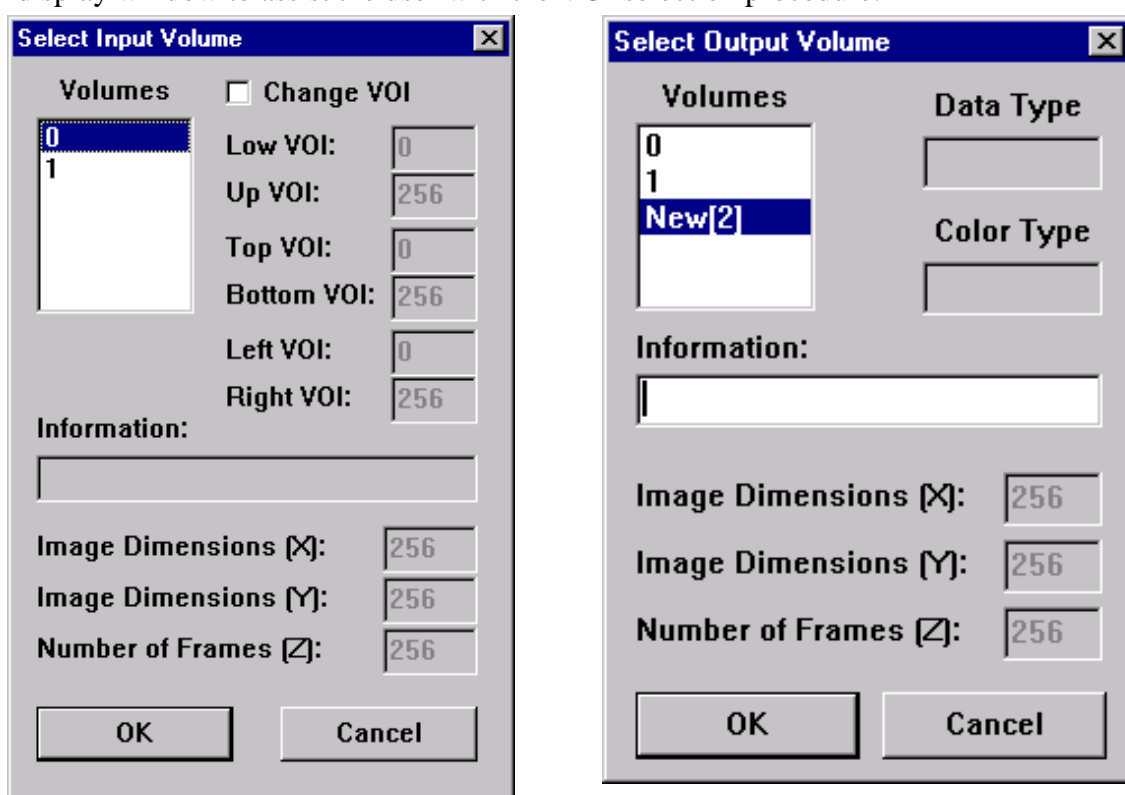 Select Input Volume
Volumes
Change VOI
0
1
Low VOI: 0
Up VOI: 256
Top VOI: 0
Bottom VOI: 256
Left VOI: 0
Right VOI: 256
Information:
Image Dimensions (X): 256
Image Dimensions (Y): 256
Number of Frames (Z): 256
OK
Cancel
Select Output Volume
Volumes
0
1
New[2]
Data Type
Color Type
Information:
Image Dimensions (X): 256
Image Dimensions (Y): 256
Number of Frames (Z): 256
OK
Cancel